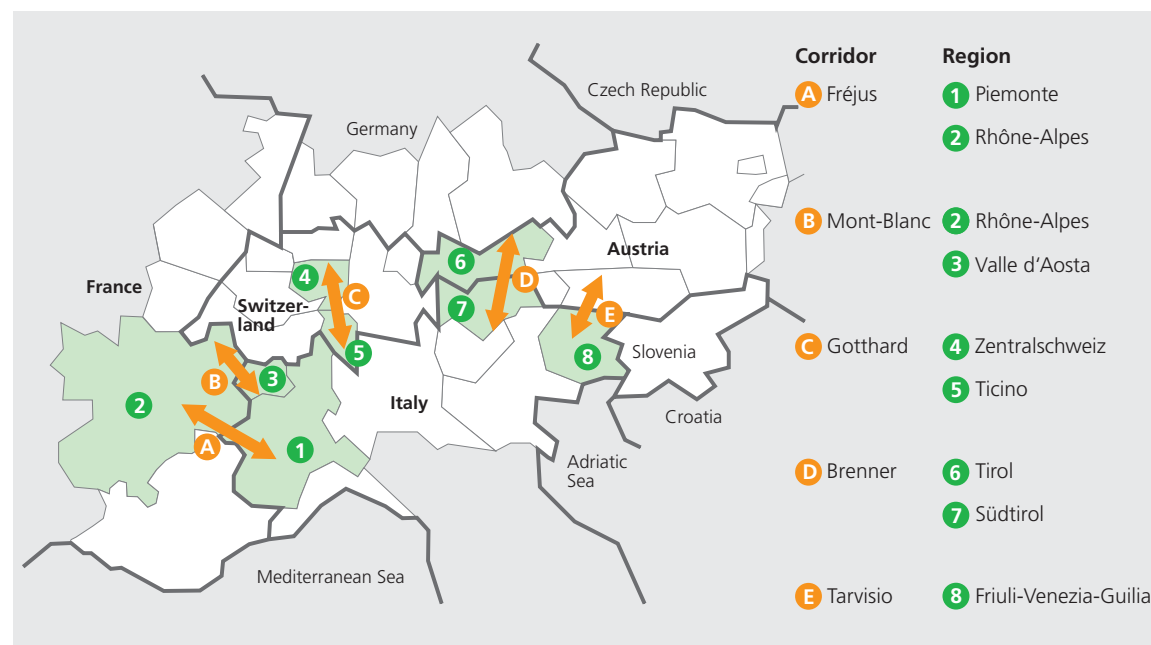 Czech Republic
Germany
Austria
France
Switzer-
land
Slovenia
Italy
Croatia
Adriatic
Sea
Mediterranean Sea
6
D
4
C
7
E
5
8
3
B
2
A
1
Corridor Region
A Fréjus 1 Piemonte
2 Rhône-Alpes
B Mont-Blanc 2 Rhône-Alpes
3 Valle d‘Aosta
C Gotthard 4 Zentralschweiz
5 Ticino
D Brenner 6 Tirol
7 Südtirol
E Tarvisio 8 Friuli-Venezia-Guilia